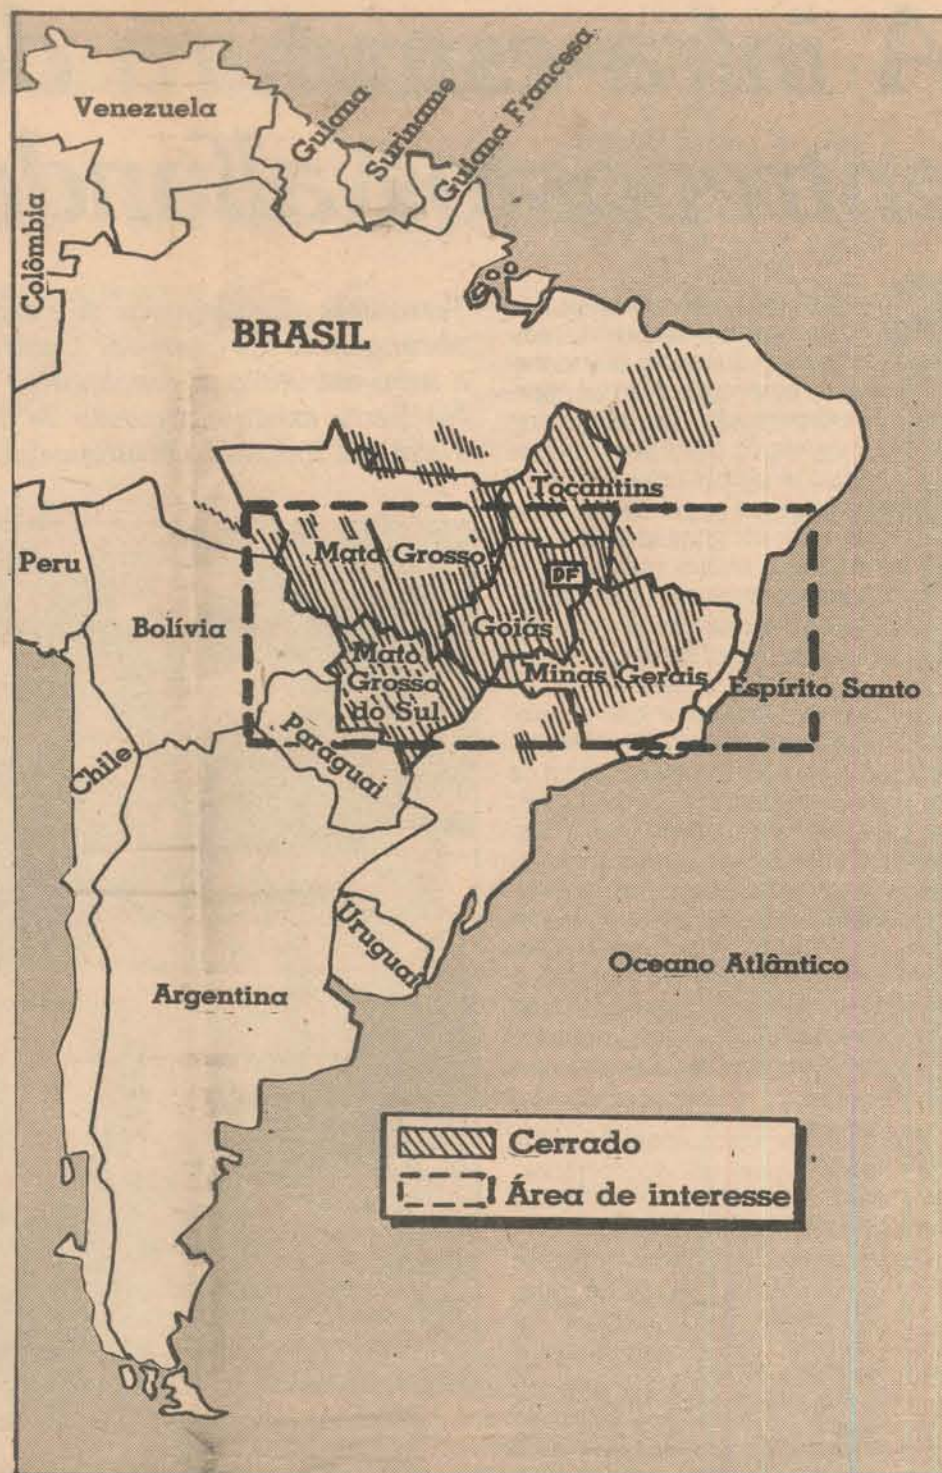 Venezuela
Guiana
Suriname
Guiana Francesa
Colômbia
BRASIL
Tocantins
Peru
Mato Grosso
DF
Bolívia
Goiás
Mato
Grosso
do Sul
Minas Gerais
Espírito Santo
Paraguai
Chile
Uruguai
Oceano Atlântico
Argentina
Cerrado
Área de interesse